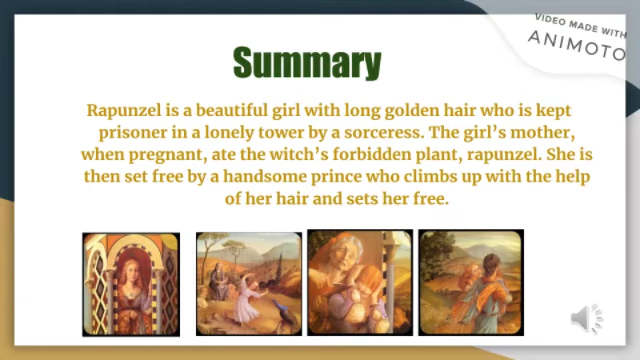 VIDEO MADE WITH
ANIMOTO
Summary
Rapunzel is a beautiful girl with long golden hair who is kept
prisoner in a lonely tower by a sorceress. The girl’s mother,
when pregnant, ate the witch’s forbidden plant, rapunzel. She is
then set free by a handsome prince who climbs up with the help
of her hair and sets her free.